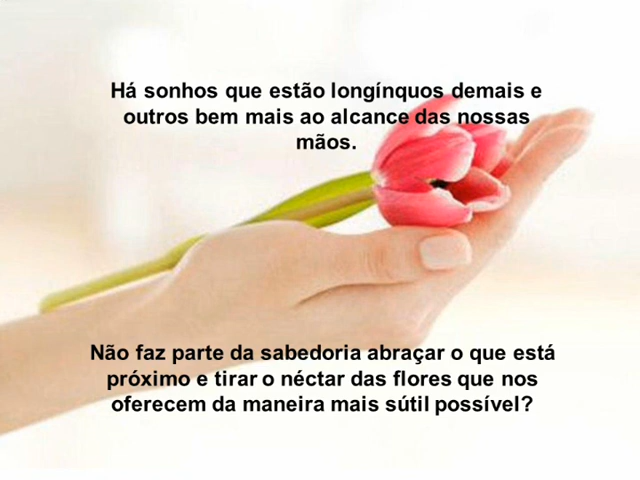 Há sonhos que estão longínquos demais e
outros bem mais ao alcance das nossas
mãos.
Não faz parte da sabedoria abraçar o que está
próximo e tirar o néctar das flores que nos
oferecem da maneira mais sútil possível?